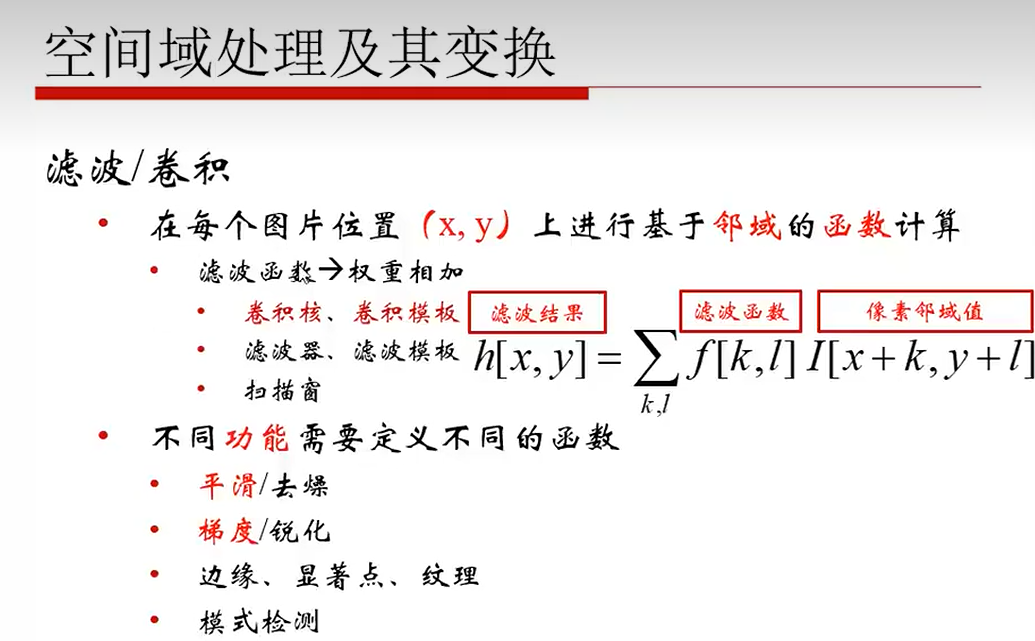 空间域处理及其变换
滤波/卷积
• 在每个图片位置（x, y）上进行基于邻域的函数计算
• 滤波函数→权重相加
• 卷积核、卷积模板
滤波结果
滤波函数
像素邻域值
• 滤波器、滤波模板
h[x, y] = ∑ f[k,l] I[x+k, y+l]
k,l
• 扫描窗
• 不同功能需要定义不同的函数
• 平滑/去燥
• 梯度/锐化
• 边缘、显著点、纹理
• 模式检测